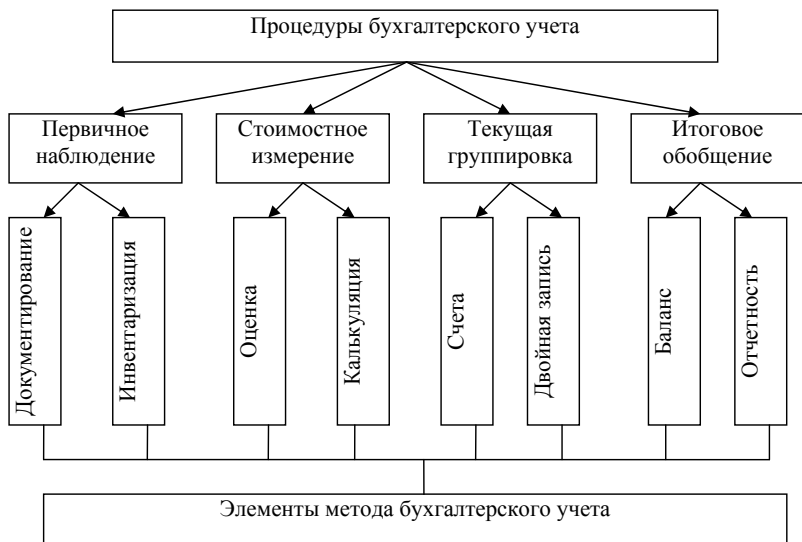 Процедуры бухгалтерского учета
Первичное
наблюдение
Стоимостное
измерение
Текущая
группировка
Итоговое
обобщение
Документирование
Инвентаризация
Оценка
Калькуляция
Счета
Двойная запись
Баланс
Отчетность
Элементы метода бухгалтерского учета